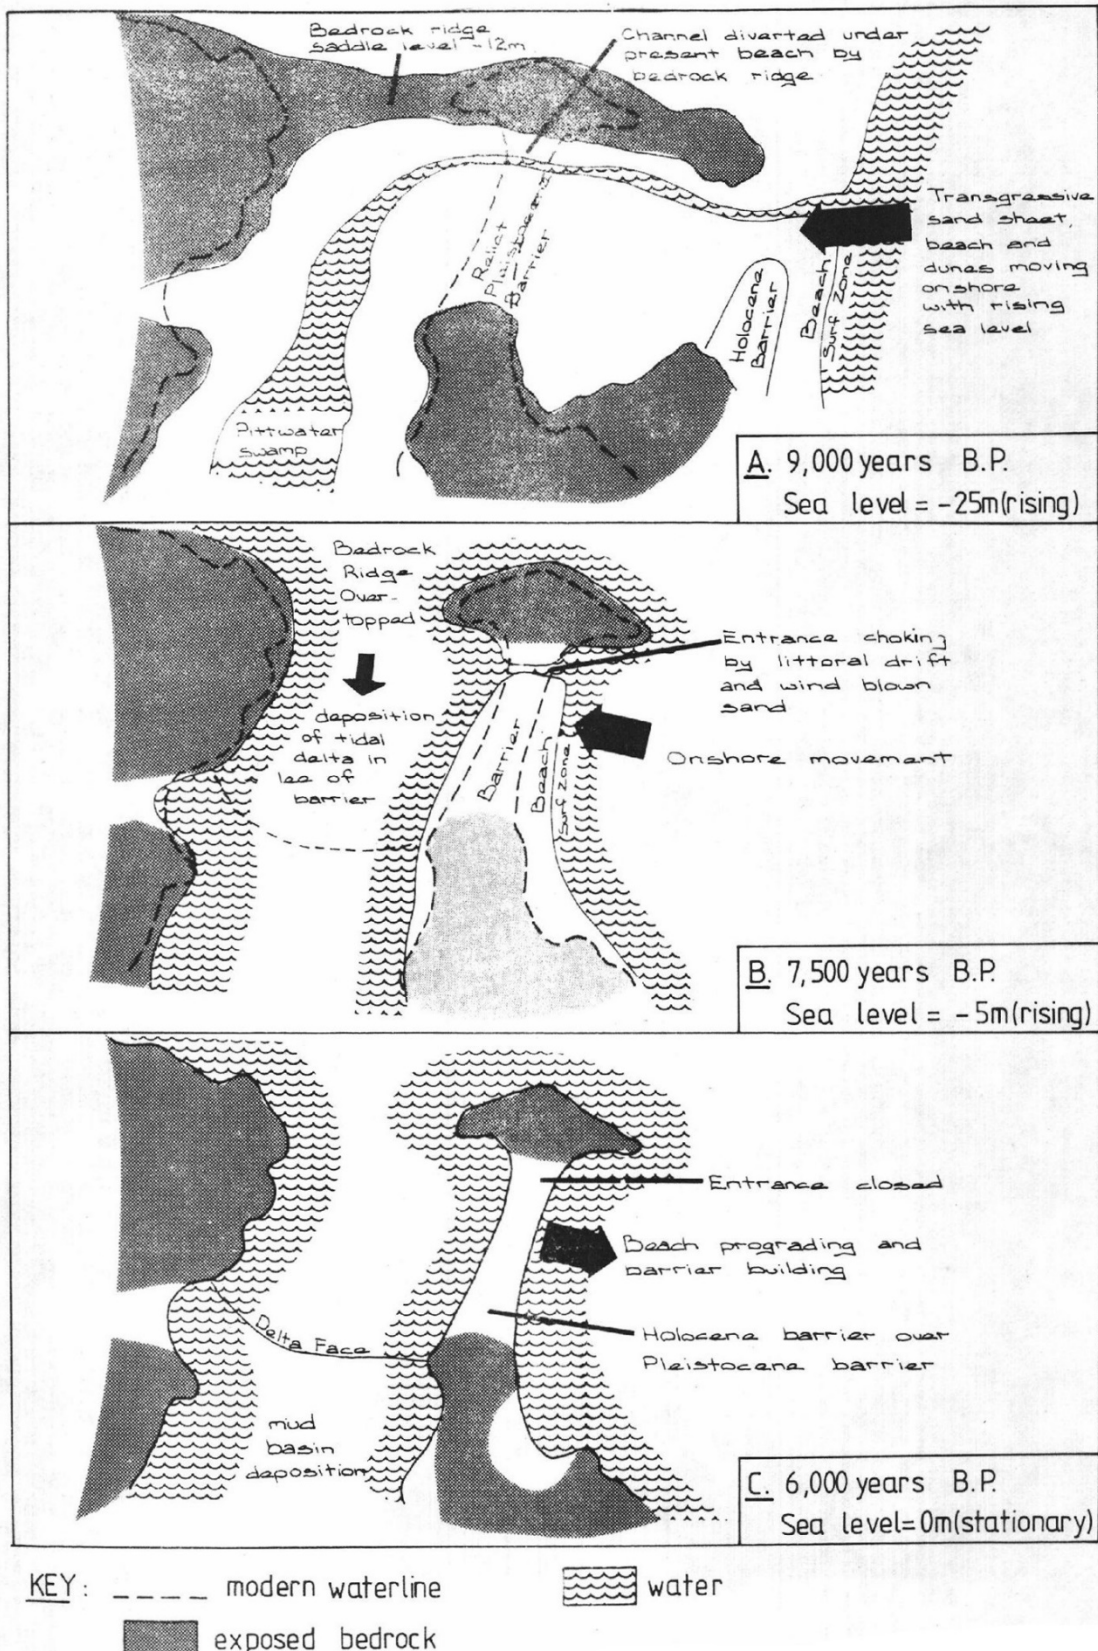 Bedrock ridge
saddle level -12m
Channel diverted under
present beach by
bedrock ridge
Transgressive
sand sheet,
beach and
dunes moving
onshore
with rising
sea level
Relict
Pleistocene
Barrier
Holocene
Barrier
Beach
Surf Zone
Pittwater
swamp
A. 9,000 years B.P.
Sea level = -25m (rising)
Bedrock
Ridge
Over-
topped
deposition
of tidal
delta in
lee of
barrier
Entrance choking
by littoral drift
and wind blown
sand
Onshore movement
Barrier
Beach
Surf Zone
B. 7,500 years B.P.
Sea level = -5m (rising)
Entrance closed
Beach prograding and
barrier building
Holocene barrier over
Pleistocene barrier
Delta Face
mud
basin
deposition
C. 6,000 years B.P.
Sea level=0m (stationary)
KEY: modern waterline
water
exposed bedrock